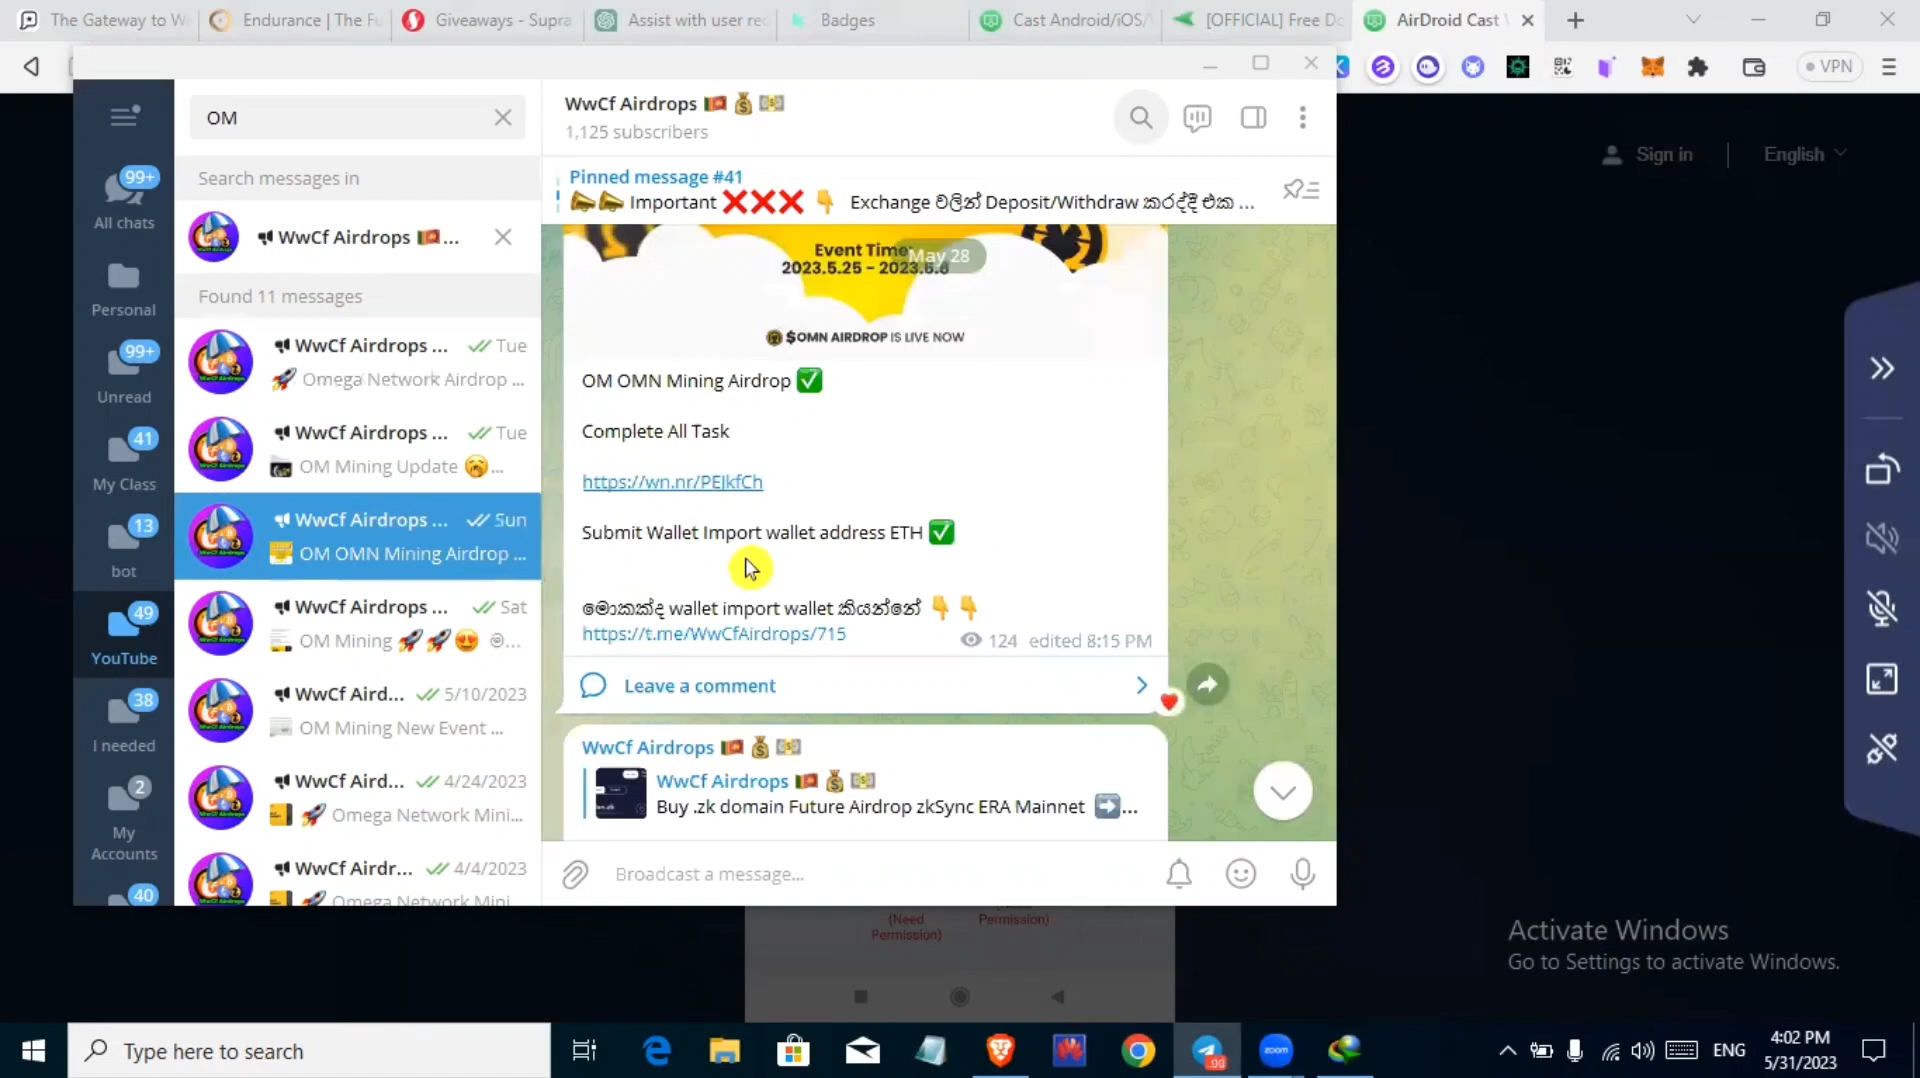 The Gateway to W
Endurance | The Fu
Giveaways - Supra
Assist with user rec
Badges
Cast Android/iOS/
[OFFICIAL] Free Do
AirDroid Cast
VPN
Sign in
English
OM
Search messages in
WwCf Airdrops ...
Found 11 messages
WwCf Airdrops ... Tue
Omega Network Airdrop ...
WwCf Airdrops ... Tue
OM Mining Update ...
WwCf Airdrops ... Sun
OM OMN Mining Airdrop ...
WwCf Airdrops ... Sat
OM Mining 🚀🚀😍 ම...
WwCf Aird... 5/10/2023
OM Mining New Event ...
WwCf Aird... 4/24/2023
🚀 Omega Network Mini...
WwCf Airdr... 4/4/2023
🚀 Omega Network Mini
99+
All chats
Personal
99+
Unread
41
My Class
13
bot
49
YouTube
38
I needed
2
My
Accounts
40
WwCf Airdrops 🇱🇰 💰 💵
1,125 subscribers
Pinned message #41
Important ❌❌❌ 👇 Exchange වලින් Deposit/Withdraw කරද්දී එක ...
Event Time:
May 28
2023.5.25 – 2023.6.8
$OMN AIRDROP IS LIVE NOW
OM OMN Mining Airdrop ✅
Complete All Task
https://wn.nr/PEJkfCh
Submit Wallet Import wallet address ETH ✅
මොකක්ද wallet import wallet කියන්නේ 👇 👇
https://t.me/WwCfAirdrops/715
124 edited 8:15 PM
Leave a comment
WwCf Airdrops 🇱🇰 💰 💵
WwCf Airdrops 🇱🇰 💰 💵
Buy .zk domain Future Airdrop zkSync ERA Mainnet ➡️...
Broadcast a message...
(Need
Permission)
Permission)
Activate Windows
Go to Settings to activate Windows.
Type here to search
zoom
ENG
4:02 PM
5/31/2023